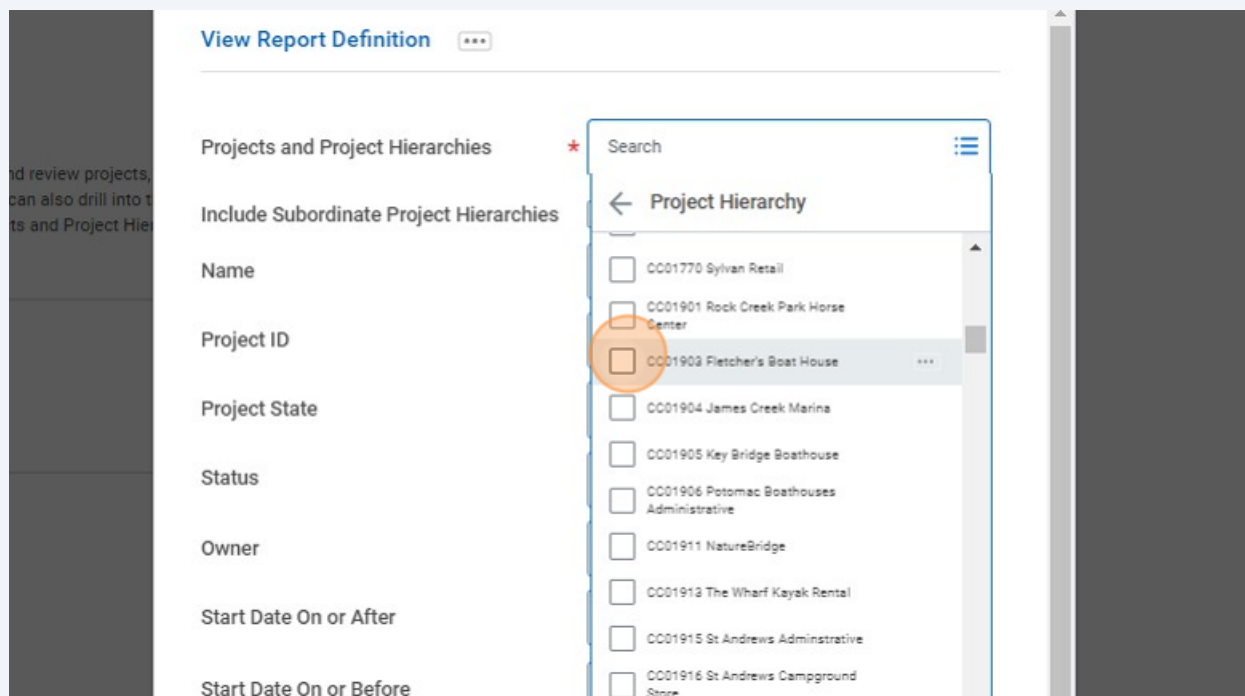 View Report Definition
Projects and Project Hierarchies *
Search
nd review projects,
can also drill into t
ts and Project Hie
Project Hierarchy
Include Subordinate Project Hierarchies
Name
Project ID
Project State
Status
Owner
Start Date On or After
Start Date On or Before
CC01770 Sylvan Retail
CC01901 Rock Creek Park Horse
Center
CC01903 Fletcher's Boat House
CC01904 James Creek Marina
CC01905 Key Bridge Boathouse
CC01906 Potomac Boathouses
Administrative
CC01911 NatureBridge
CC01913 The Wharf Kayak Rental
CC01915 St Andrews Adminstrative
CC01916 St Andrews Campground
Store